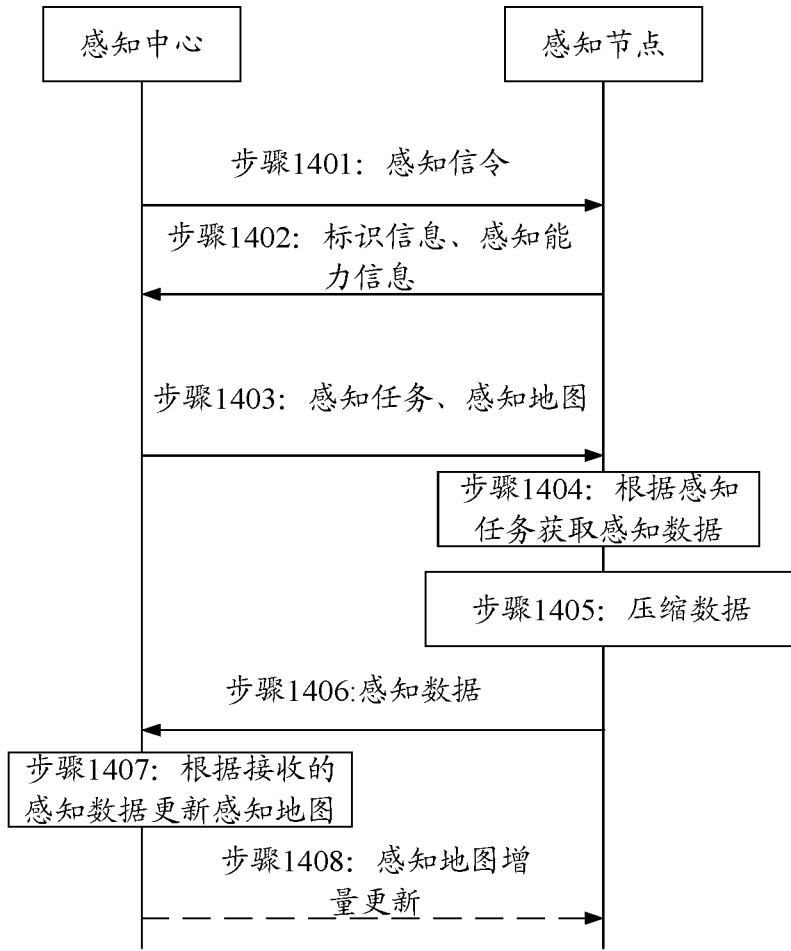 感知中心
感知节点
步骤1401：感知信令
步骤1402：标识信息、感知能
力信息
步骤1403：感知任务、感知地图
步骤1404：根据感知
任务获取感知数据
步骤1405：压缩数据
步骤1406:感知数据
步骤1407：根据接收的
感知数据更新感知地图
步骤1408：感知地图增
量更新